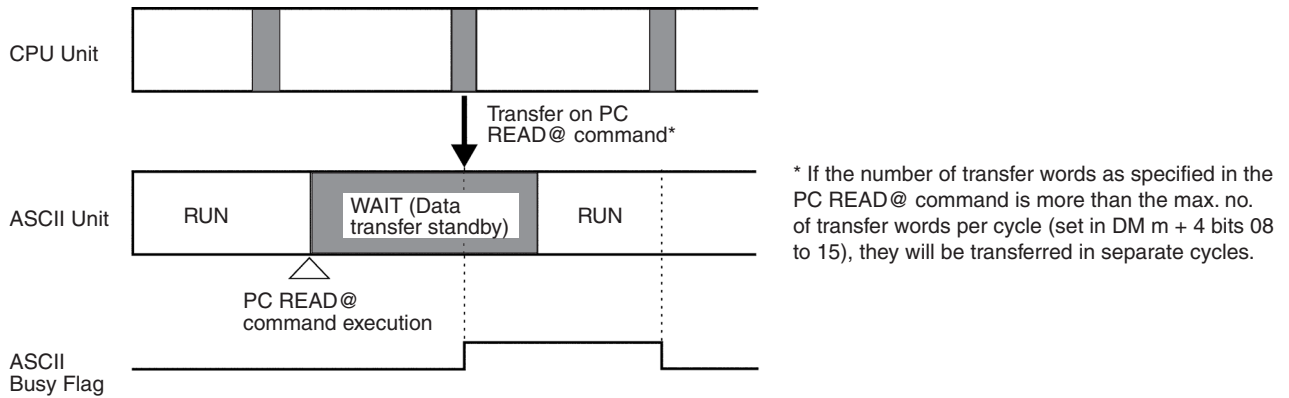 CPU Unit
Transfer on PC
READ@ command*
ASCII Unit
RUN
WAIT (Data
transfer standby)
RUN
PC READ@
command execution
ASCII
Busy Flag
* If the number of transfer words as specified in the
PC READ@ command is more than the max. no.
of transfer words per cycle (set in DM m + 4 bits 08
to 15), they will be transferred in separate cycles.